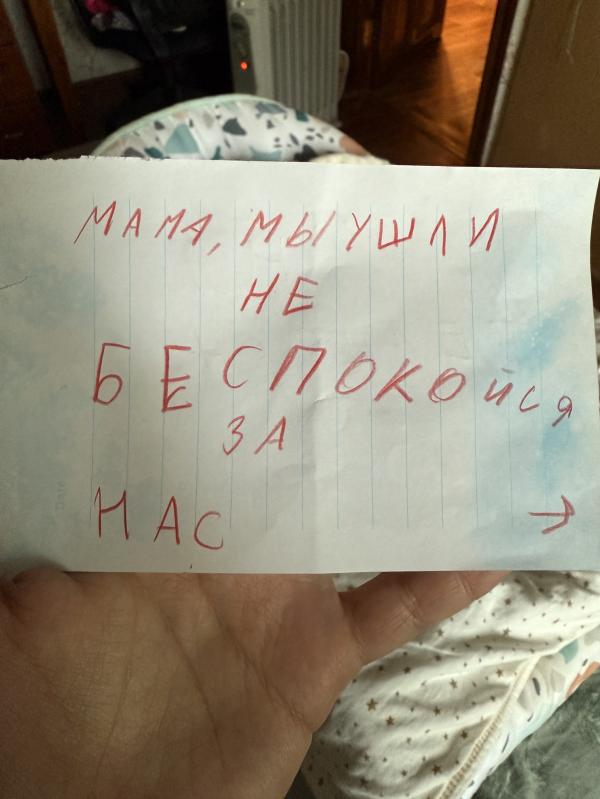 МАМА, МЫ УШЛИ
НЕ
БЕСПОКОЙСЯ
ЗА
НАС →